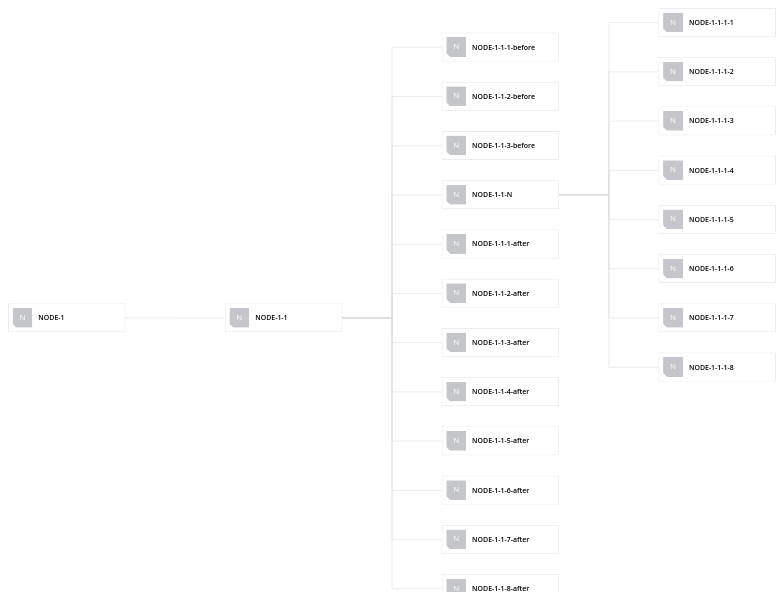 N NODE-1
N NODE-1-1
N NODE-1-1-1-before
N NODE-1-1-2-before
N NODE-1-1-3-before
N NODE-1-1-N
N NODE-1-1-1-after
N NODE-1-1-2-after
N NODE-1-1-3-after
N NODE-1-1-4-after
N NODE-1-1-5-after
N NODE-1-1-6-after
N NODE-1-1-7-after
N NODE-1-1-8-after
N NODE-1-1-1-1
N NODE-1-1-1-2
N NODE-1-1-1-3
N NODE-1-1-1-4
N NODE-1-1-1-5
N NODE-1-1-1-6
N NODE-1-1-1-7
N NODE-1-1-1-8